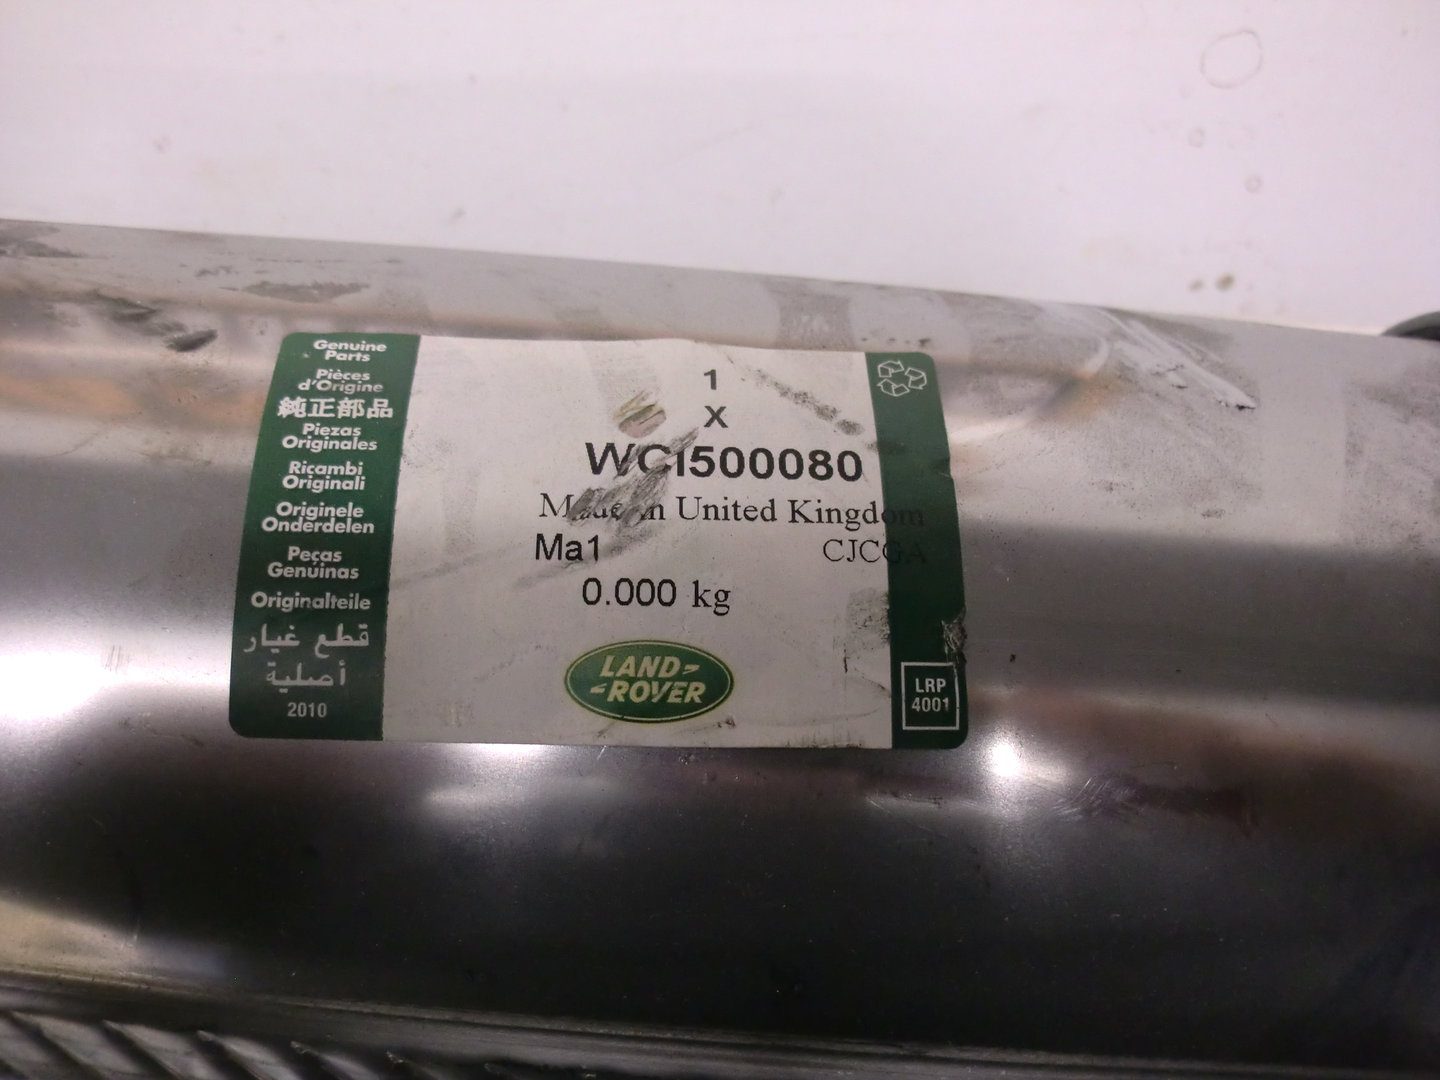 Genuine
Parts
Pièces
d'Origine
純正部品
Piezas
Originales
Ricambi
Originali
Originele
Onderdelen
Peças
Genuínas
Originalteile
قطع غيار
أصلية
2010
1
X
WCI500080
Made in United Kingdom
Ma1 CJCGA
0.000 kg
LAND-
-ROVER
LRP
4001